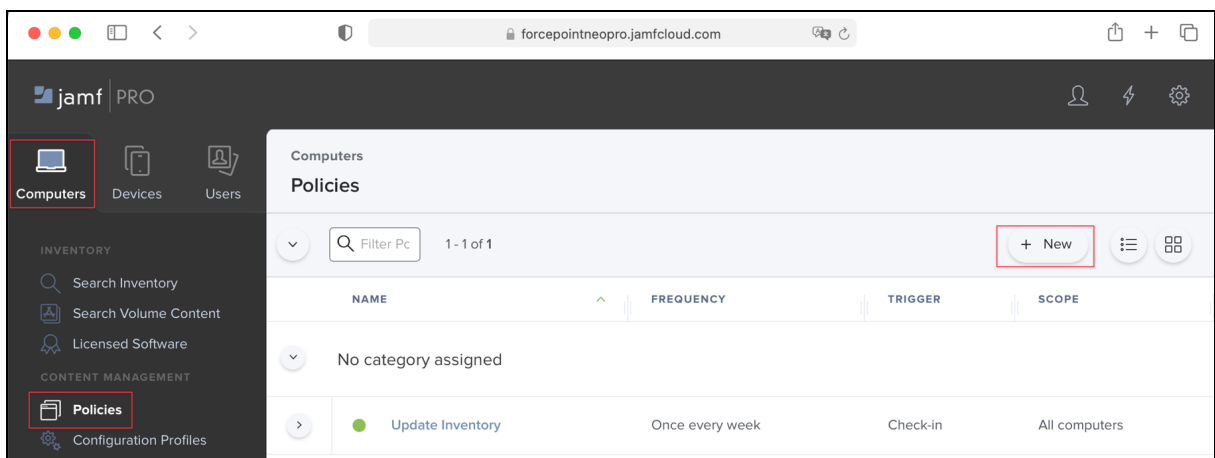 forcepointneopro.jamfcloud.com
jamf PRO
Computers
Devices
Users
INVENTORY
Search Inventory
Search Volume Content
Licensed Software
CONTENT MANAGEMENT
Policies
Configuration Profiles
Computers
Policies
Filter Pc
1 - 1 of 1
+ New
NAME FREQUENCY TRIGGER SCOPE
No category assigned
Update Inventory Once every week Check-in All computers